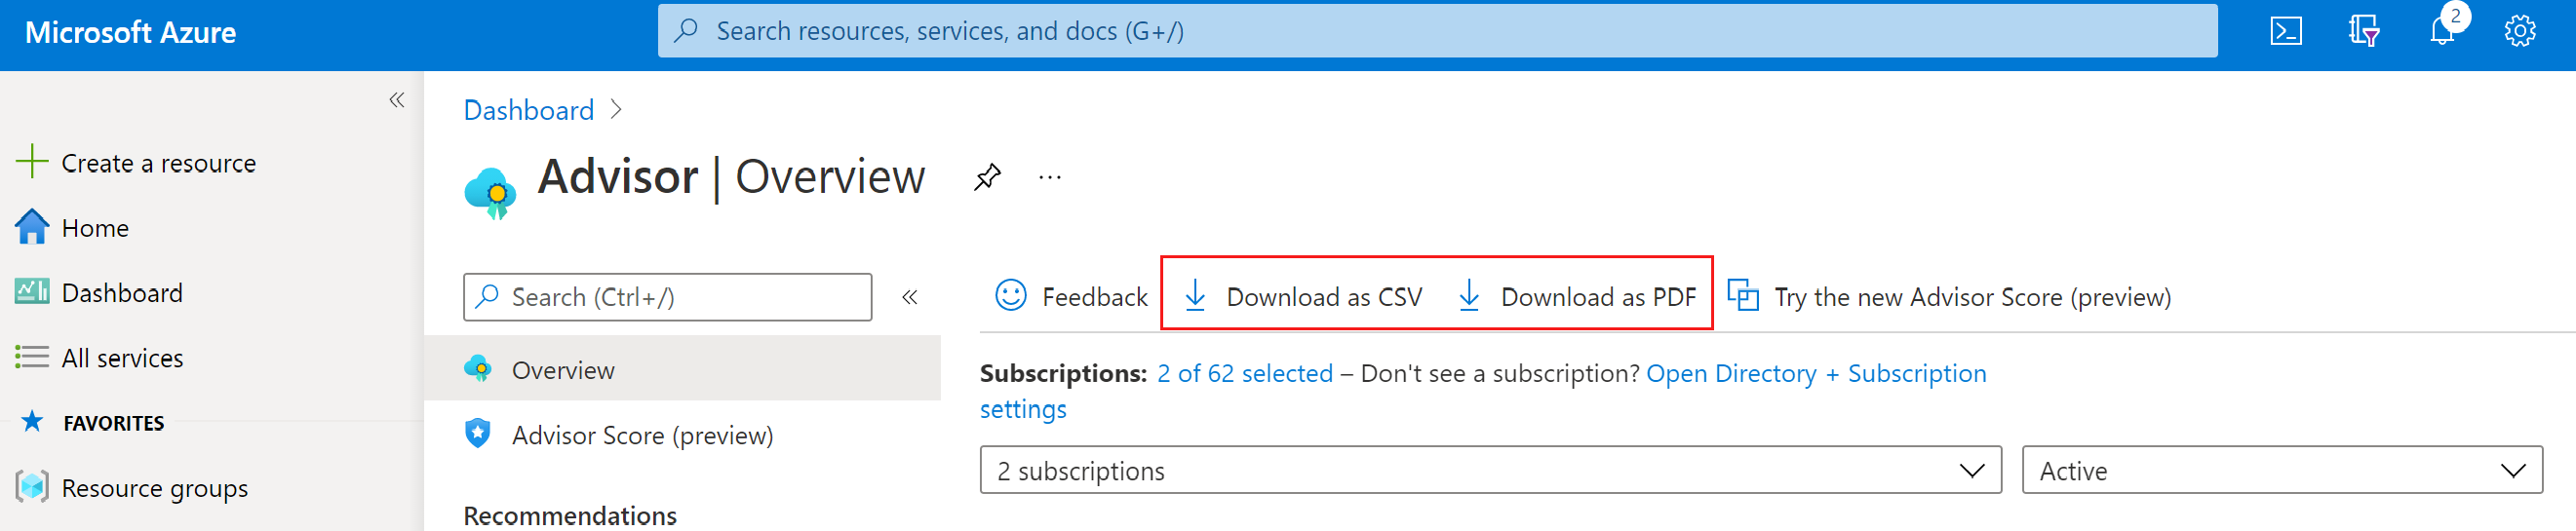 Microsoft Azure
Search resources, services, and docs (G+/)
2
«
Create a resource
Home
Dashboard
All services
FAVORITES
Resource groups
Dashboard >
Advisor | Overview
...
Search (Ctrl+/)
«
Overview
Advisor Score (preview)
Recommendations
Feedback
Download as CSV
Download as PDF
Try the new Advisor Score (preview)
Subscriptions: 2 of 62 selected – Don't see a subscription? Open Directory + Subscription
settings
2 subscriptions
Active